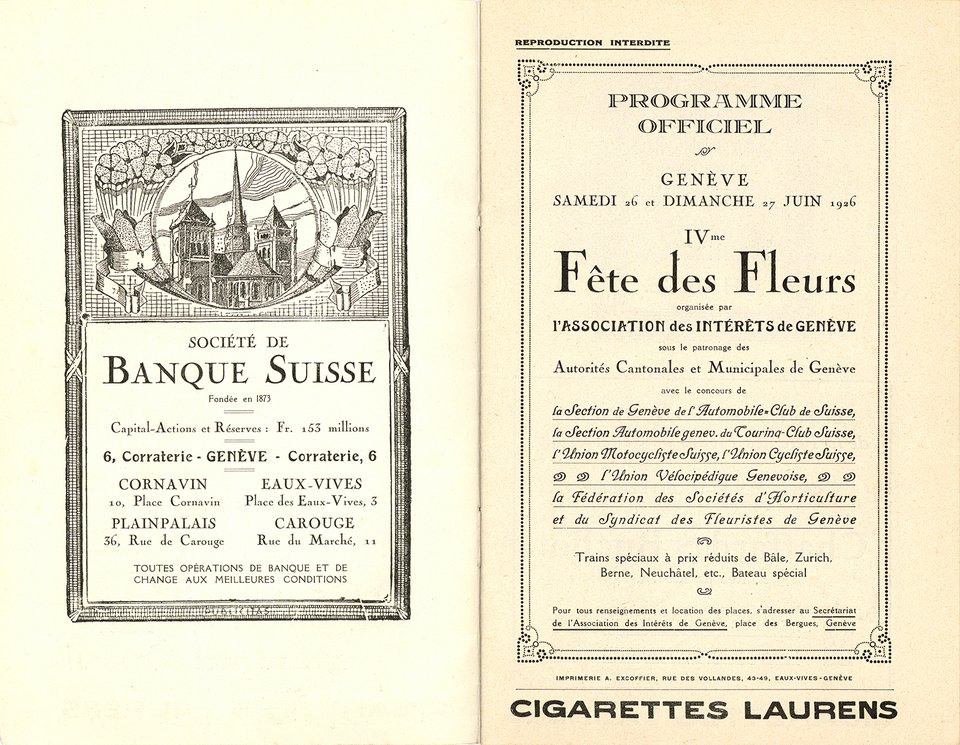 SOCIÉTÉ DE
BANQUE SUISSE
Fondée en 1873
Capital-Actions et Réserves : Fr. 153 millions
6, Corraterie - GENÈVE - Corraterie, 6
CORNAVIN
10, Place Cornavin
EAUX-VIVES
Place des Eaux-Vives, 3
PLAINPALAIS
36, Rue de Carouge
CAROUGE
Rue du Marché, 11
TOUTES OPÉRATIONS DE BANQUE ET DE
CHANGE AUX MEILLEURES CONDITIONS
PUBLICITAS
REPRODUCTION INTERDITE
PROGRAMME
OFFICIEL
GENÈVE
SAMEDI 26 et DIMANCHE 27 JUIN 1926
IVme
Fête des Fleurs
organisée par
l'ASSOCIATION des INTÉRÊTS de GENÈVE
sous le patronage des
Autorités Cantonales et Municipales de Genève
avec le concours de
la Section de Genève de l'Automobile-Club de Suisse,
la Section Automobile genev. du Touring-Club Suisse,
l'Union Motocycliste Suisse, l'Union Cycliste Suisse,
l'Union Vélocipédique Genevoise,
la Fédération des Sociétés d'Horticulture
et du Syndicat des Fleuristes de Genève
Trains spéciaux à prix réduits de Bâle, Zurich,
Berne, Neuchâtel, etc., Bateau spécial
Pour tous renseignements et location des places, s'adresser au Secrétariat
de l'Association des Intérêts de Genève, place des Bergues, Genève
IMPRIMERIE A. EXCOFFIER, RUE DES VOLLANDES, 43-49, EAUX-VIVES-GENÈVE
CIGARETTES LAURENS